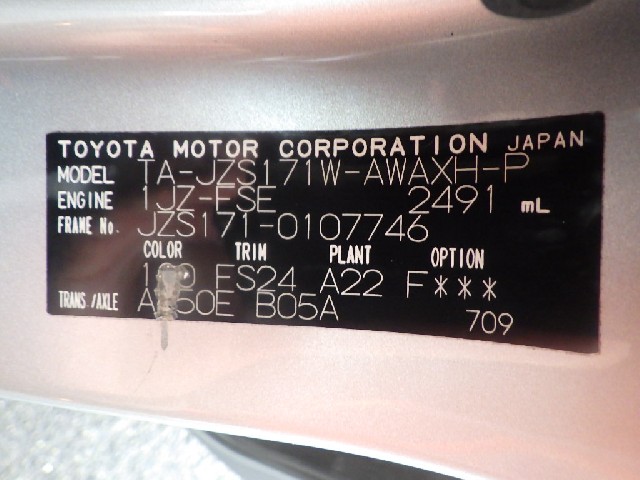 TOYOTA MOTOR CORPORATION JAPAN
MODEL TA-JZS171W-AWAXH-P
ENGINE 1JZ-FSE 2491 mL
FRAME No. JZS171-0107746
COLOR TRIM PLANT OPTION
FS24 A22 F***
TRANS/AXLE B05A
709